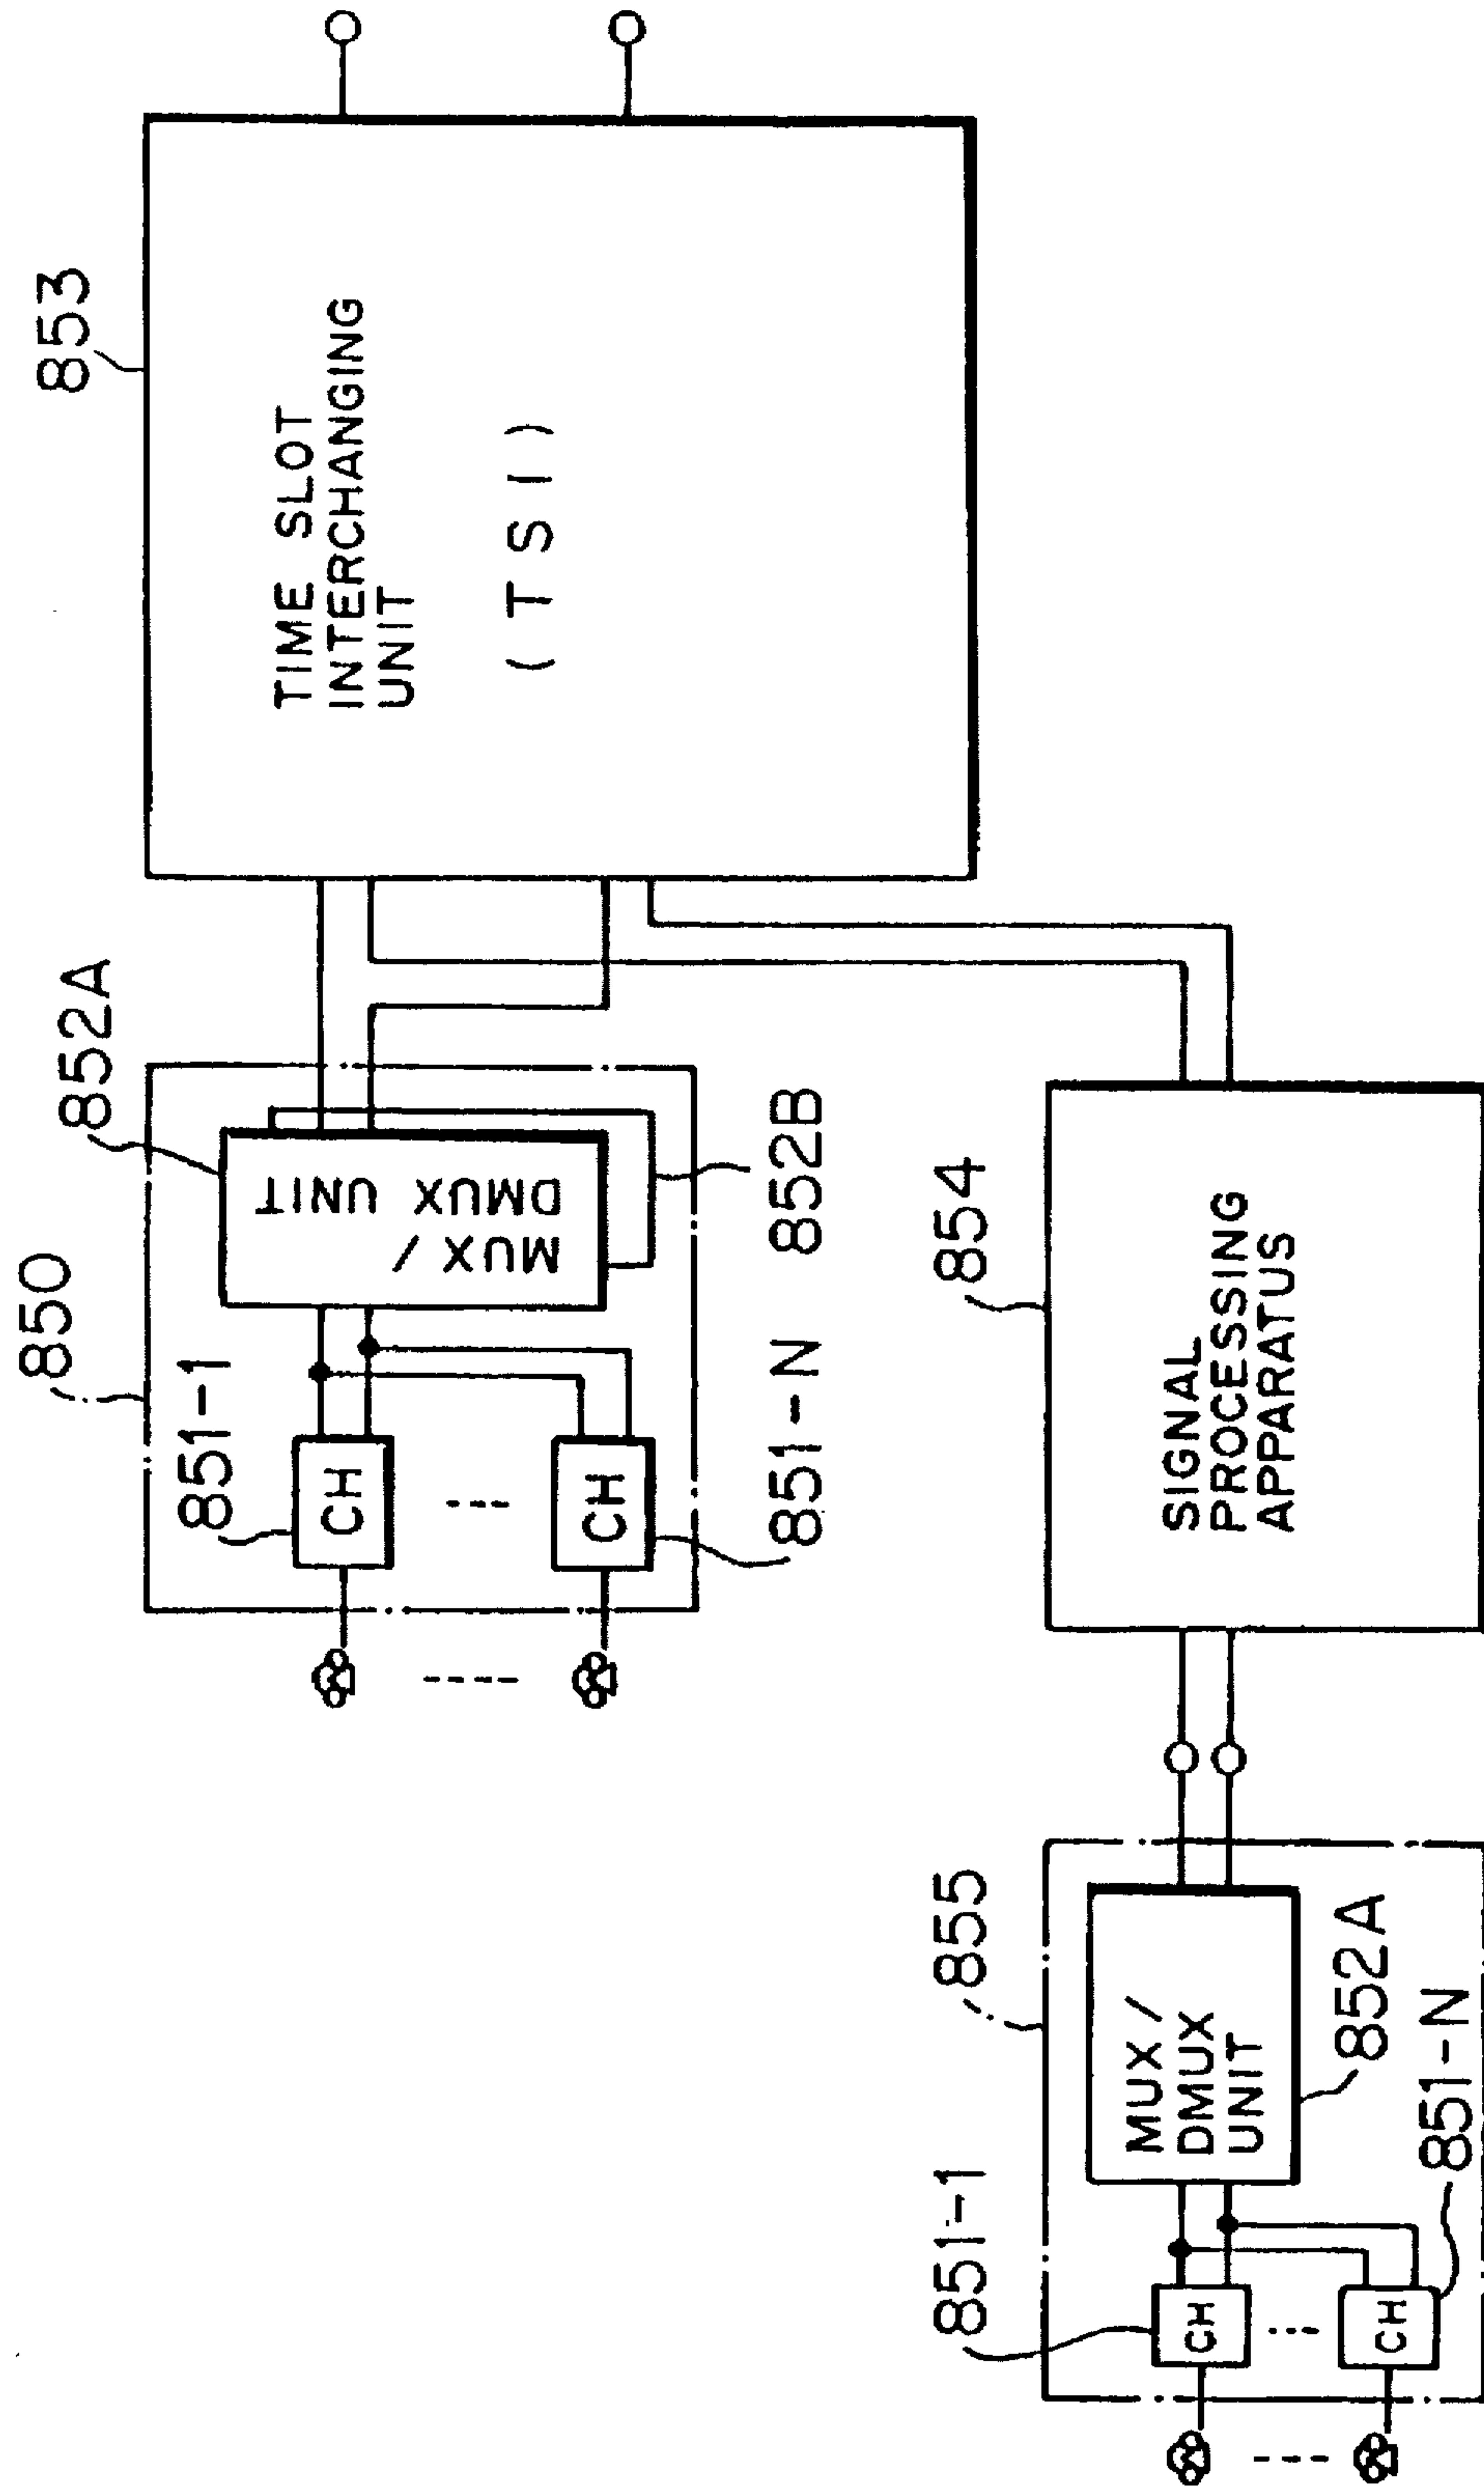 850
851-1
CH
CH
851-N
852A
MUX /
DMUX UNIT
852B
853
TIME SLOT
INTERCHANGING
UNIT
( T S I )
855
851-1
CH
CH
851-N
MUX /
DMUX
UNIT
852A
854
SIGNAL
PROCESSING
APPARATUS